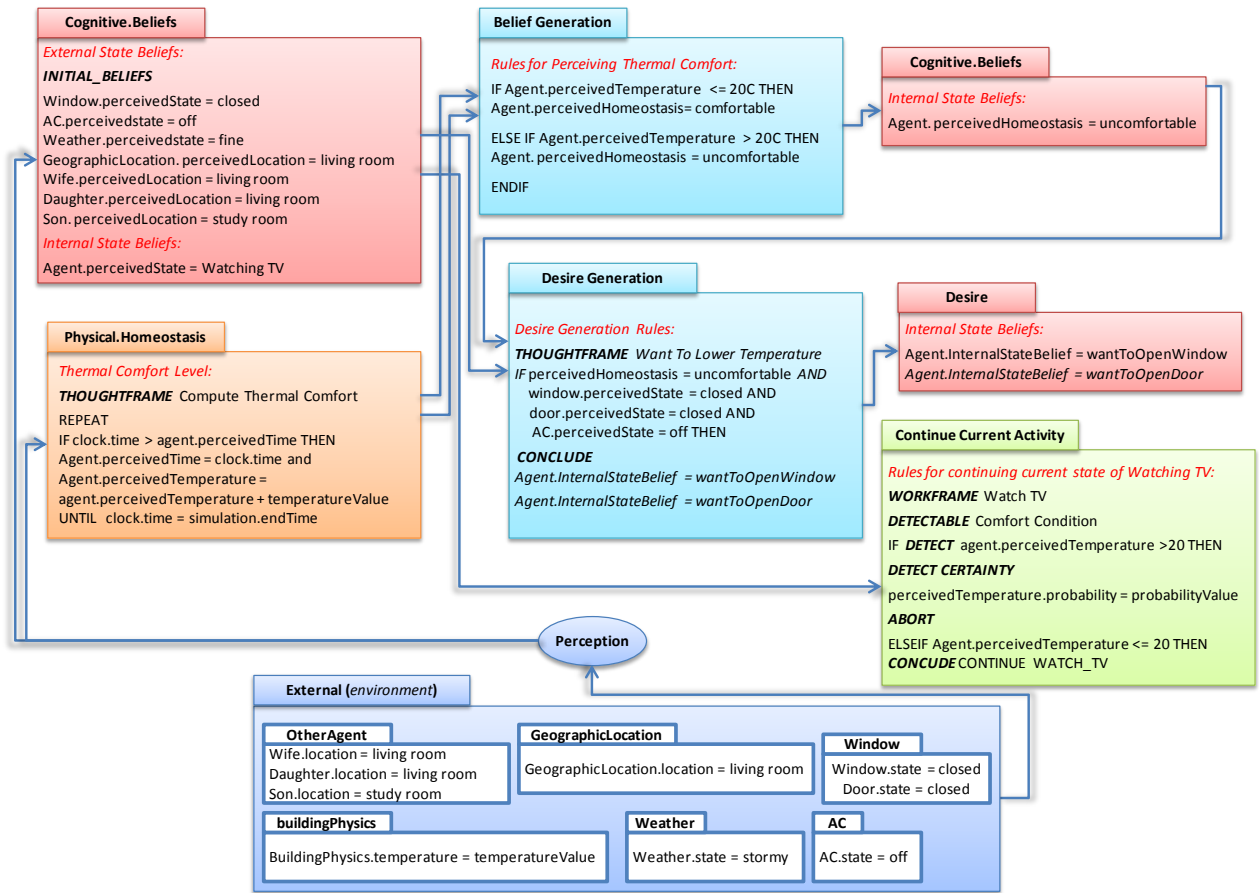 Cognitive.Beliefs
External State Beliefs:
INITIAL_BELIEFS
Window.perceivedState = closed
AC.perceivedstate = off
Weather.perceivedstate = fine
GeographicLocation. perceivedLocation = living room
Wife.perceivedLocation = living room
Daughter.perceivedLocation = living room
Son. perceivedLocation = study room
Internal State Beliefs:
Agent.perceivedState = Watching TV
Belief Generation
Rules for Perceiving Thermal Comfort:
IF Agent.perceivedTemperature <= 20C THEN
Agent.perceivedHomeostasis= comfortable
ELSE IF Agent.perceivedTemperature > 20C THEN
Agent. perceivedHomeostasis = uncomfortable
ENDIF
Cognitive.Beliefs
Internal State Beliefs:
Agent. perceivedHomeostasis = uncomfortable
Physical.Homeostasis
Thermal Comfort Level:
THOUGHTFRAME Compute Thermal Comfort
REPEAT
IF clock.time > agent.perceivedTime THEN
Agent.perceivedTime = clock.time and
Agent.perceivedTemperature =
agent.perceivedTemperature + temperatureValue
UNTIL clock.time = simulation.endTime
Desire Generation
Desire Generation Rules:
THOUGHTFRAME Want To Lower Temperature
IF perceivedHomeostasis = uncomfortable AND
window.perceivedState = closed AND
door.perceivedState = closed AND
AC.perceivedState = off THEN
CONCLUDE
Agent.InternalStateBelief = wantToOpenWindow
Agent.InternalStateBelief = wantToOpenDoor
Desire
Internal State Beliefs:
Agent.InternalStateBelief = wantToOpenWindow
Agent.InternalStateBelief = wantToOpenDoor
Continue Current Activity
Rules for continuing current state of Watching TV:
WORKFRAME Watch TV
DETECTABLE Comfort Condition
IF DETECT agent.perceivedTemperature >20 THEN
DETECT CERTAINTY
perceivedTemperature.probability = probabilityValue
ABORT
ELSEIF Agent.perceivedTemperature <= 20 THEN
CONCUDE CONTINUE WATCH_TV
Perception
External (environment)
OtherAgent
Wife.location = living room
Daughter.location = living room
Son.location = study room
GeographicLocation
GeographicLocation.location = living room
Window
Window.state = closed
Door.state = closed
buildingPhysics
BuildingPhysics.temperature = temperatureValue
Weather
Weather.state = stormy
AC
AC.state = off